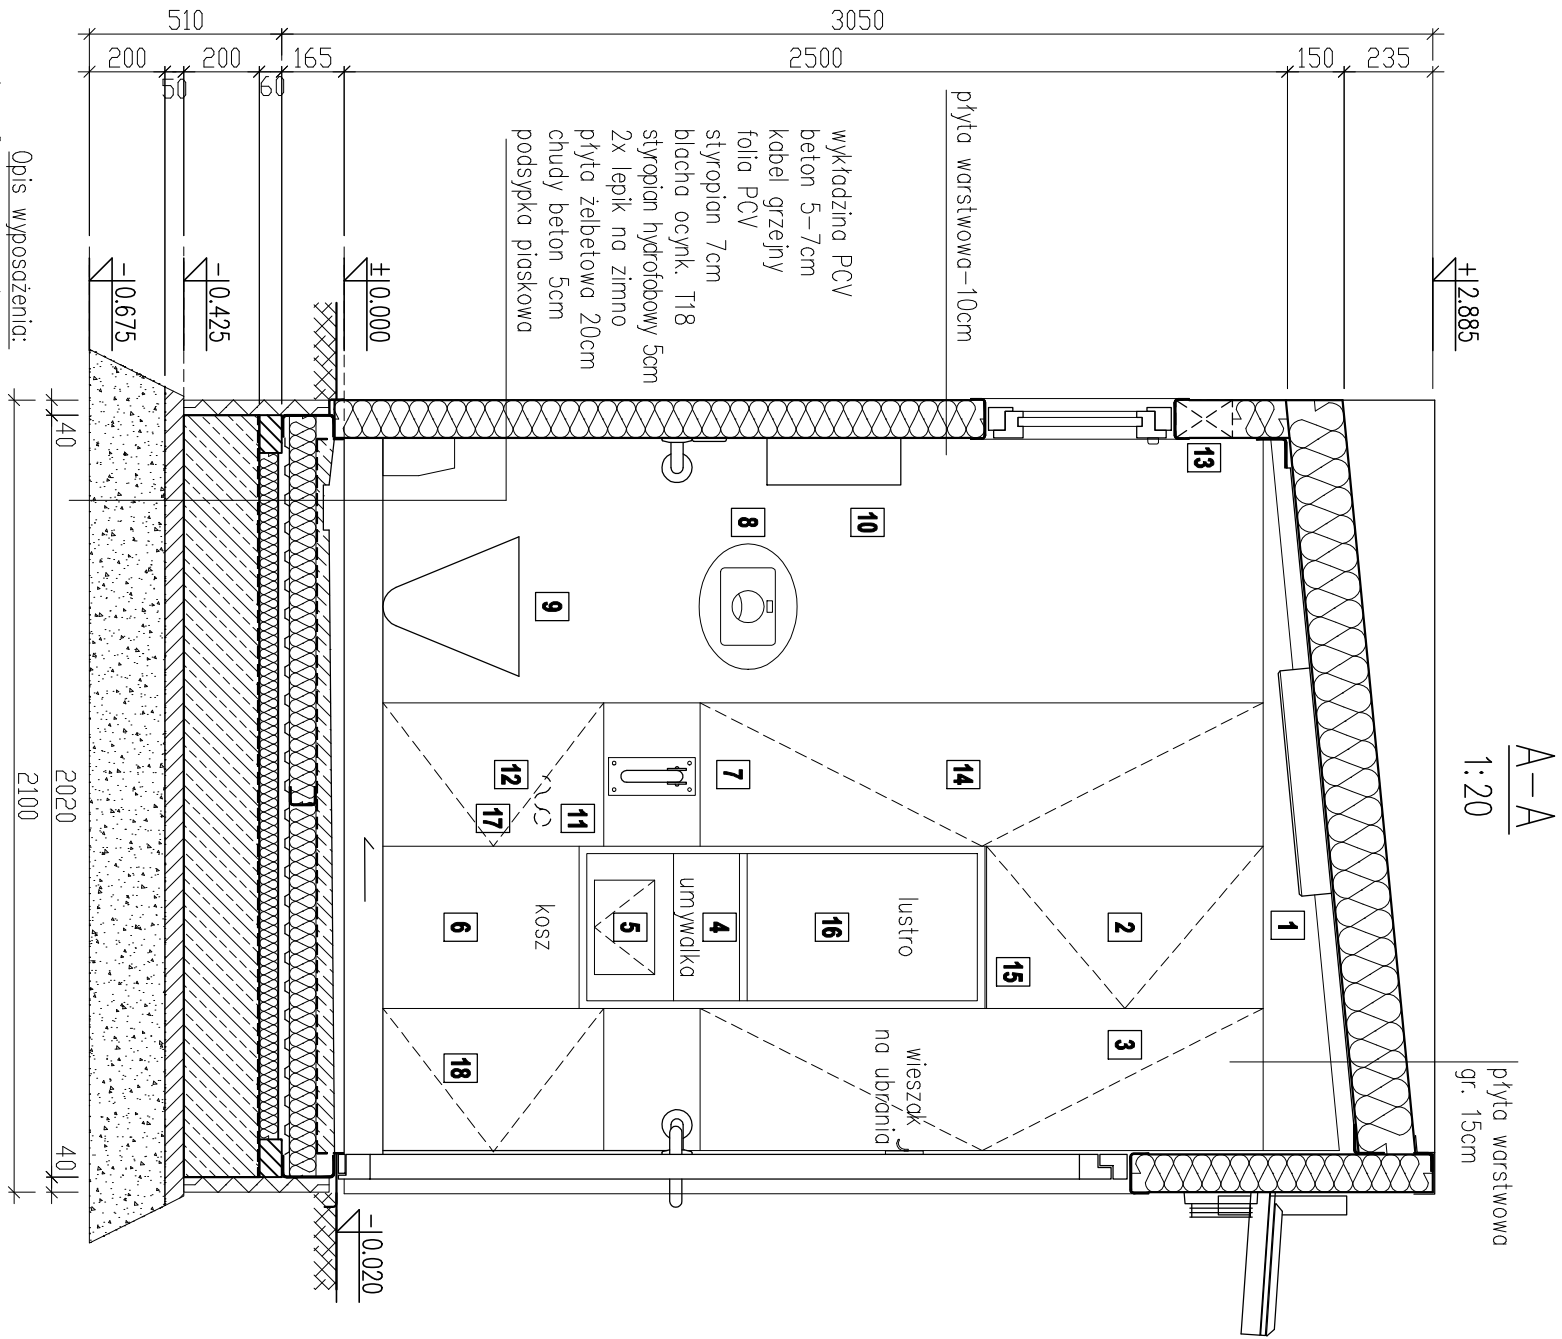 A-A
1:20
+2.885
±0.000
-0.425
-0.675
-0.020
510
3050
200
50
200
60
165
2500
150
235
40
2020
40
2100
płyta warstwowa-10cm
wykładzina PCV
beton 5-7cm
kabel grzejny
folia PCV
styropian 7cm
blacha ocynk. T18
styropian hydrofobowy 5cm
2x lepik na zimno
płyta żelbetowa 20cm
chudy beton 5cm
podsypka piaskowa
płyta warstwowa
gr. 15cm
13
10
8
9
14
7
12
17
11
1
2
15
16
lustro
4
umywalka
5
kosz
6
3
wieszak
na ubrania
18
Opis wyposażenia: